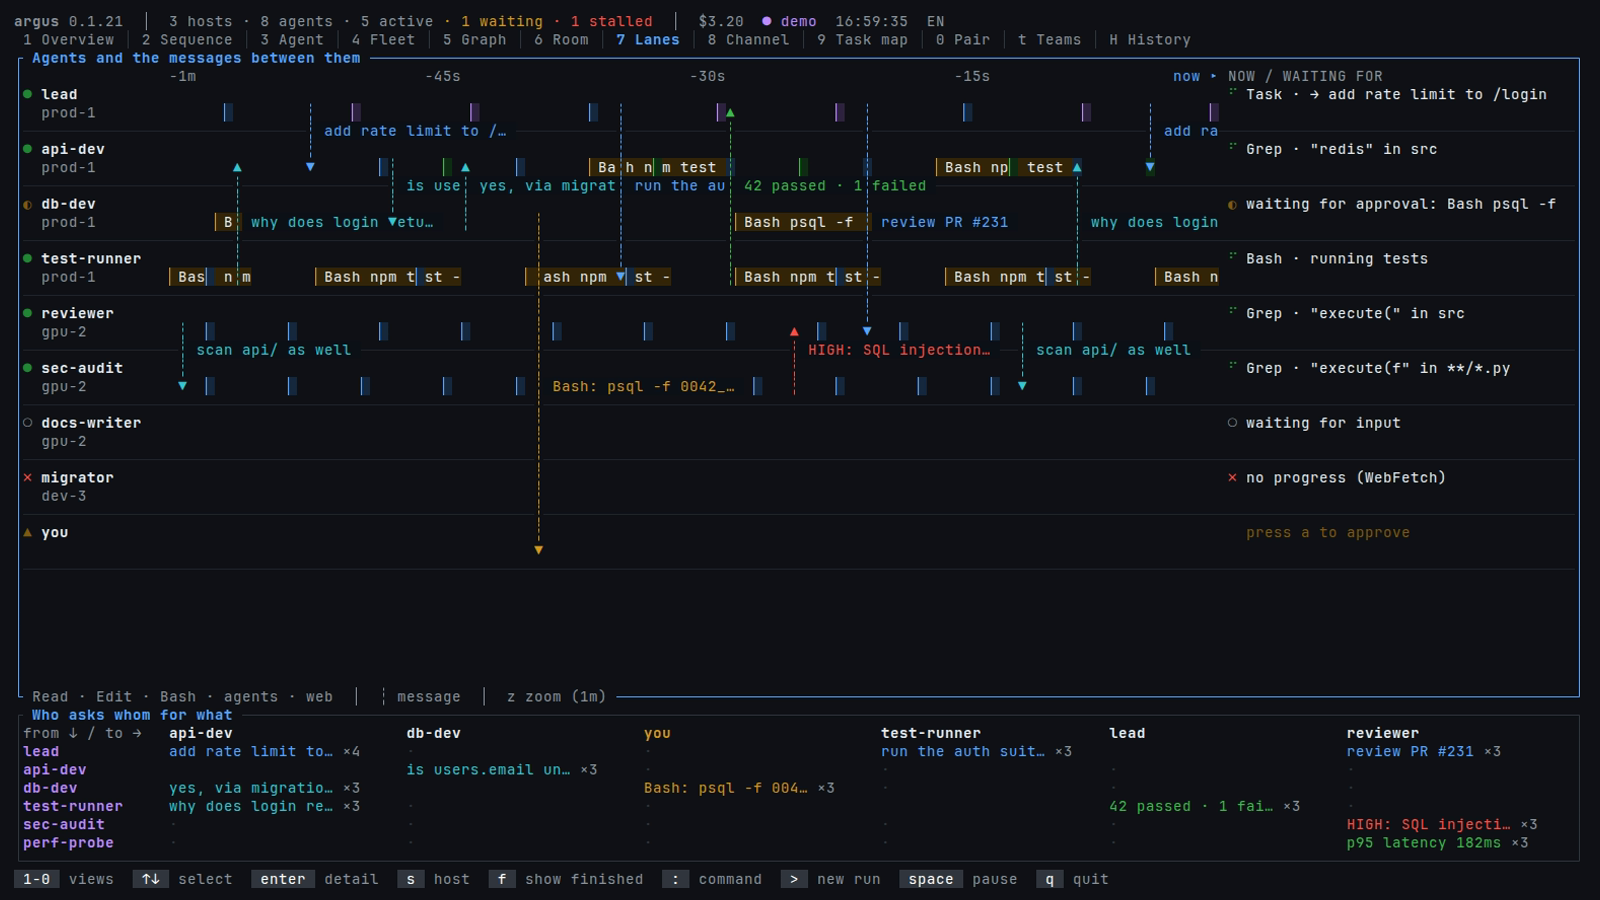 argus 0.1.21 │ 3 hosts · 8 agents · 5 active · 1 waiting · 1 stalled │ $3.20 ● demo 16:59:35 EN
1 Overview │ 2 Sequence │ 3 Agent │ 4 Fleet │ 5 Graph │ 6 Room │ 7 Lanes │ 8 Channel │ 9 Task map │ 0 Pair │ t Teams │ H History
Agents and the messages between them
-1m -45s -30s -15s now ‣ NOW / WAITING FOR
● lead Task · → add rate limit to /login
prod-1
add rate limit to /… add ra
● api-dev Grep · "redis" in src
prod-1 Ba h n m test Bash np test
is use yes, via migrat run the au 42 passed · 1 failed
◐ db-dev ◐ waiting for approval: Bash psql -f
prod-1 B why does login etu… Bash psql -f review PR #231 why does login
● test-runner Bash · running tests
prod-1 Bas n m Bash npm t st - ash npm st - Bash npm t st - Bash npm t st - Bash n
● reviewer Grep · "execute(" in src
gpu-2
scan api/ as well HIGH: SQL injection… scan api/ as well
● sec-audit Grep · "execute(f" in **/*.py
gpu-2 Bash: psql -f 0042_…
○ docs-writer ○ waiting for input
gpu-2
✕ migrator ✕ no progress (WebFetch)
dev-3
▲ you press a to approve
Read · Edit · Bash · agents · web │ ┆ message │ z zoom (1m)
Who asks whom for what
from ↓ / to → api-dev db-dev you test-runner lead reviewer
lead add rate limit to… ×4 · · run the auth suit… ×3 review PR #231 ×3
api-dev is users.email un… ×3 · · · ·
db-dev yes, via migratio… ×3 Bash: psql -f 004… ×3 · · ·
test-runner why does login re… ×3 · · 42 passed · 1 fai… ×3 ·
sec-audit · · · · · HIGH: SQL injecti… ×3
perf-probe · · · · · p95 latency 182ms ×3
1-0 views ↑↓ select enter detail s host f show finished : command > new run space pause q quit